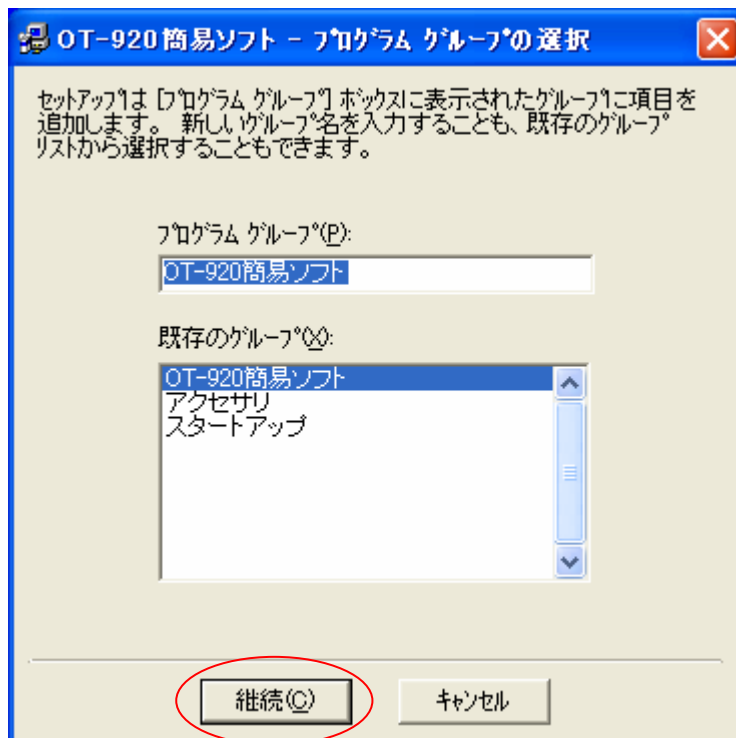 OT-920簡易ソフト - ﾌﾟﾛｸﾞﾗﾑ ｸﾞﾙｰﾌﾟの選択
ｾｯﾄｱｯﾌﾟは [ﾌﾟﾛｸﾞﾗﾑ ｸﾞﾙｰﾌﾟ] ﾎﾞｯｸｽに表示されたｸﾞﾙｰﾌﾟに項目を
追加します。 新しいｸﾞﾙｰﾌﾟ名を入力することも、既存のｸﾞﾙｰﾌﾟ
ﾘｽﾄから選択することもできます。
ﾌﾟﾛｸﾞﾗﾑ ｸﾞﾙｰﾌﾟ(P):
OT-920簡易ソフト
既存のｸﾞﾙｰﾌﾟ(X):
OT-920簡易ソフト
アクセサリ
スタートアップ
継続(C)
ｷｬﾝｾﾙ